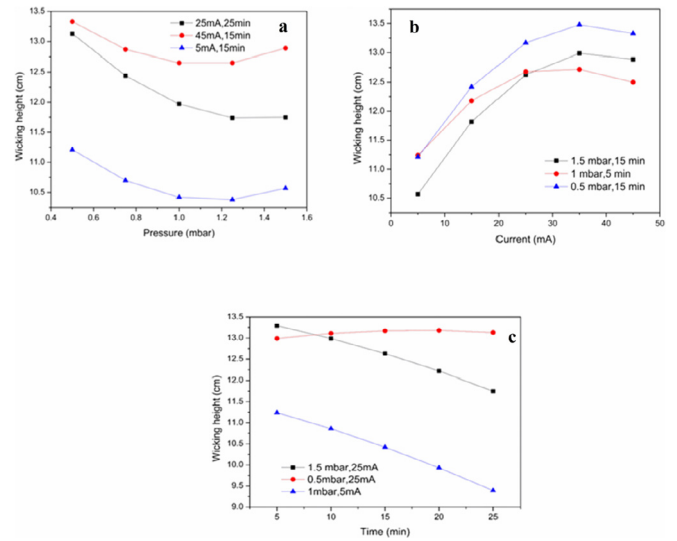 25mA,25min
45mA,15min
5mA,15min
a
13.5
13.0
12.5
12.0
11.5
11.0
10.5
Wicking height (cm)
0.4 0.6 0.8 1.0 1.2 1.4 1.6
Pressure (mbar)
b
13.5
13.0
12.5
12.0
11.5
11.0
10.5
Wicking height (cm)
1.5 mbar,15 min
1 mbar,5 min
0.5 mbar,15 min
0 10 20 30 40 50
Current (mA)
c
13.5
13.0
12.5
12.0
11.5
11.0
10.5
10.0
9.5
9.0
Wicking height (cm)
1.5 mbar,25mA
0.5mbar,25mA
1mbar,5mA
5 10 15 20 25
Time (min)